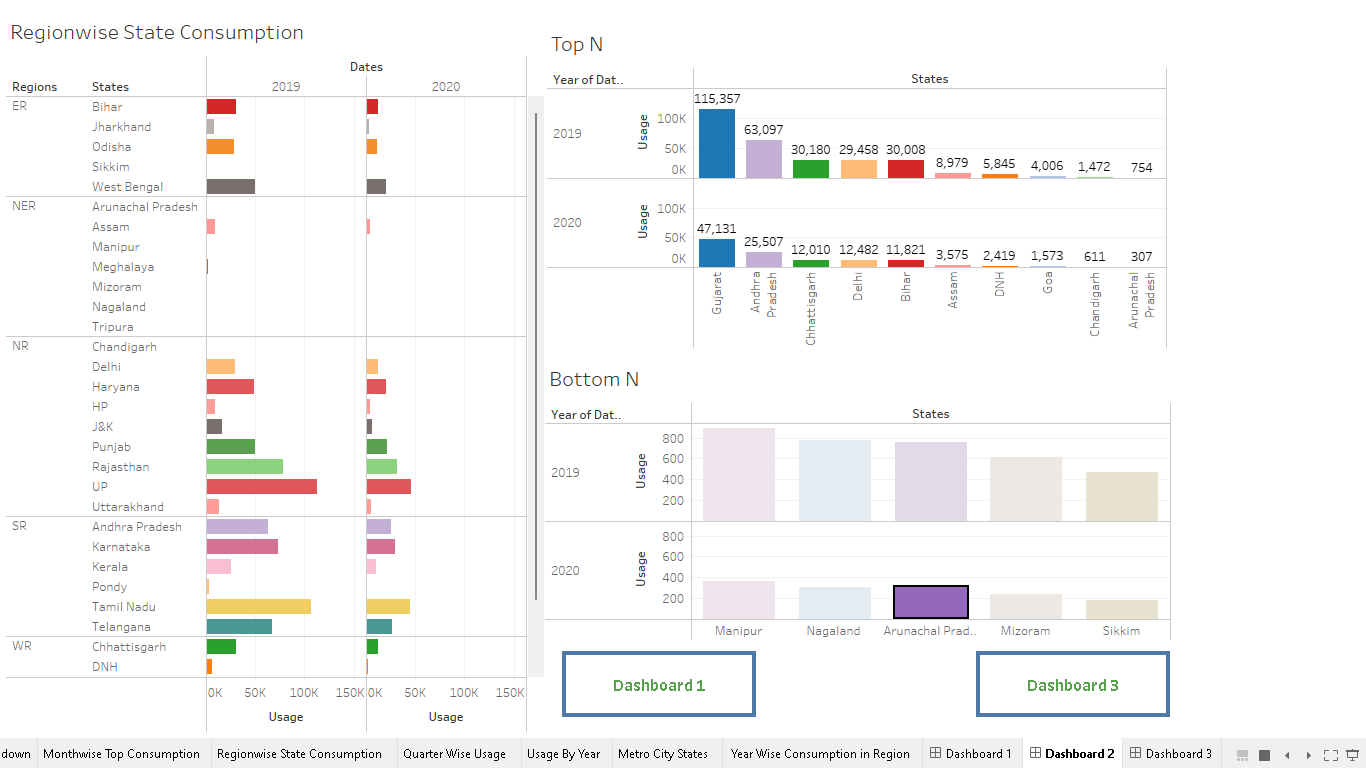 Regionwise State Consumption
Dates
Regions States 2019 2020
ER Bihar
Jharkhand
Odisha
Sikkim
West Bengal
NER Arunachal Pradesh
Assam
Manipur
Meghalaya
Mizoram
Nagaland
Tripura
NR Chandigarh
Delhi
Haryana
HP
J&K
Punjab
Rajasthan
UP
Uttarakhand
SR Andhra Pradesh
Karnataka
Kerala
Pondy
Tamil Nadu
Telangana
WR Chhattisgarh
DNH
0K 50K 100K 150K 0K 50K 100K 150K
Usage Usage
Top N
Year of Dat.. States
2019
Usage
100K
50K
0K
115,357 63,097 30,180 29,458 30,008 8,979 5,845 4,006 1,472 754
2020
Usage
100K
50K
0K
47,131 25,507 12,010 12,482 11,821 3,575 2,419 1,573 611 307
Gujarat
Andhra
Pradesh
Chhattisgarh
Delhi
Bihar
Assam
DNH
Goa
Chandigarh
Arunachal
Pradesh
Bottom N
Year of Dat.. States
2019
Usage
800
600
400
200
2020
Usage
800
600
400
200
Manipur Nagaland Arunachal Prad.. Mizoram Sikkim
Dashboard 1 Dashboard 3
down Monthwise Top Consumption Regionwise State Consumption Quarter Wise Usage Usage By Year Metro City States Year Wise Consumption in Region Dashboard 1 Dashboard 2 Dashboard 3